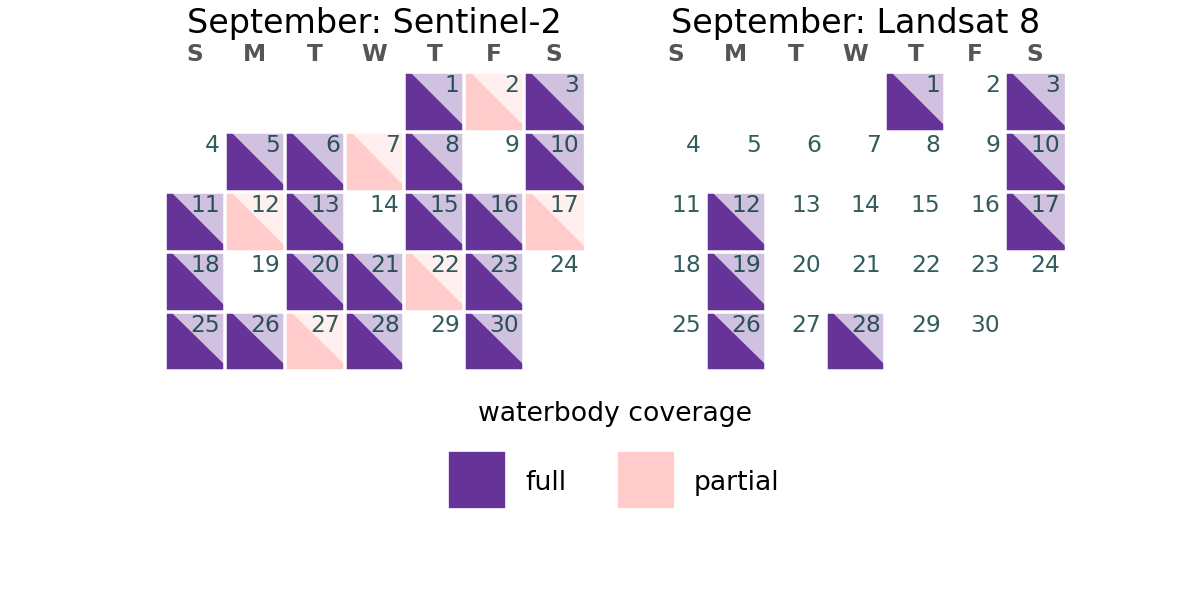 September: Sentinel-2
S M T W T F S
1 2 3
4 5 6 7 8 9 10
11 12 13 14 15 16 17
18 19 20 21 22 23 24
25 26 27 28 29 30
September: Landsat 8
S M T W T F S
1 2 3
4 5 6 7 8 9 10
11 12 13 14 15 16 17
18 19 20 21 22 23 24
25 26 27 28 29 30
waterbody coverage
full partial